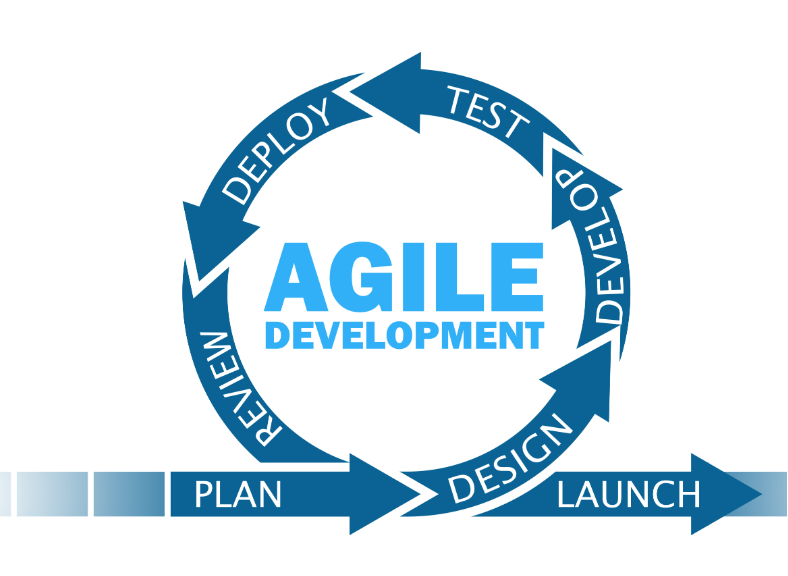 AGILE
DEVELOPMENT
PLAN
DESIGN
DEVELOP
TEST
DEPLOY
REVIEW
LAUNCH